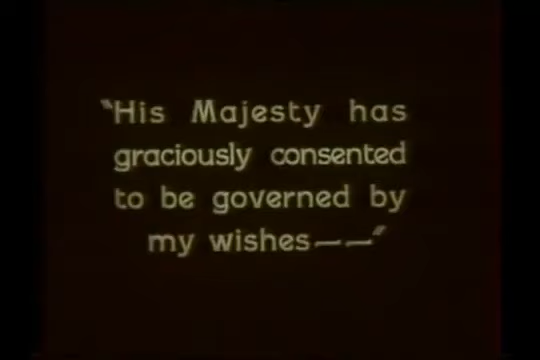 "His Majesty has
graciously consented
to be governed by
my wishes——"